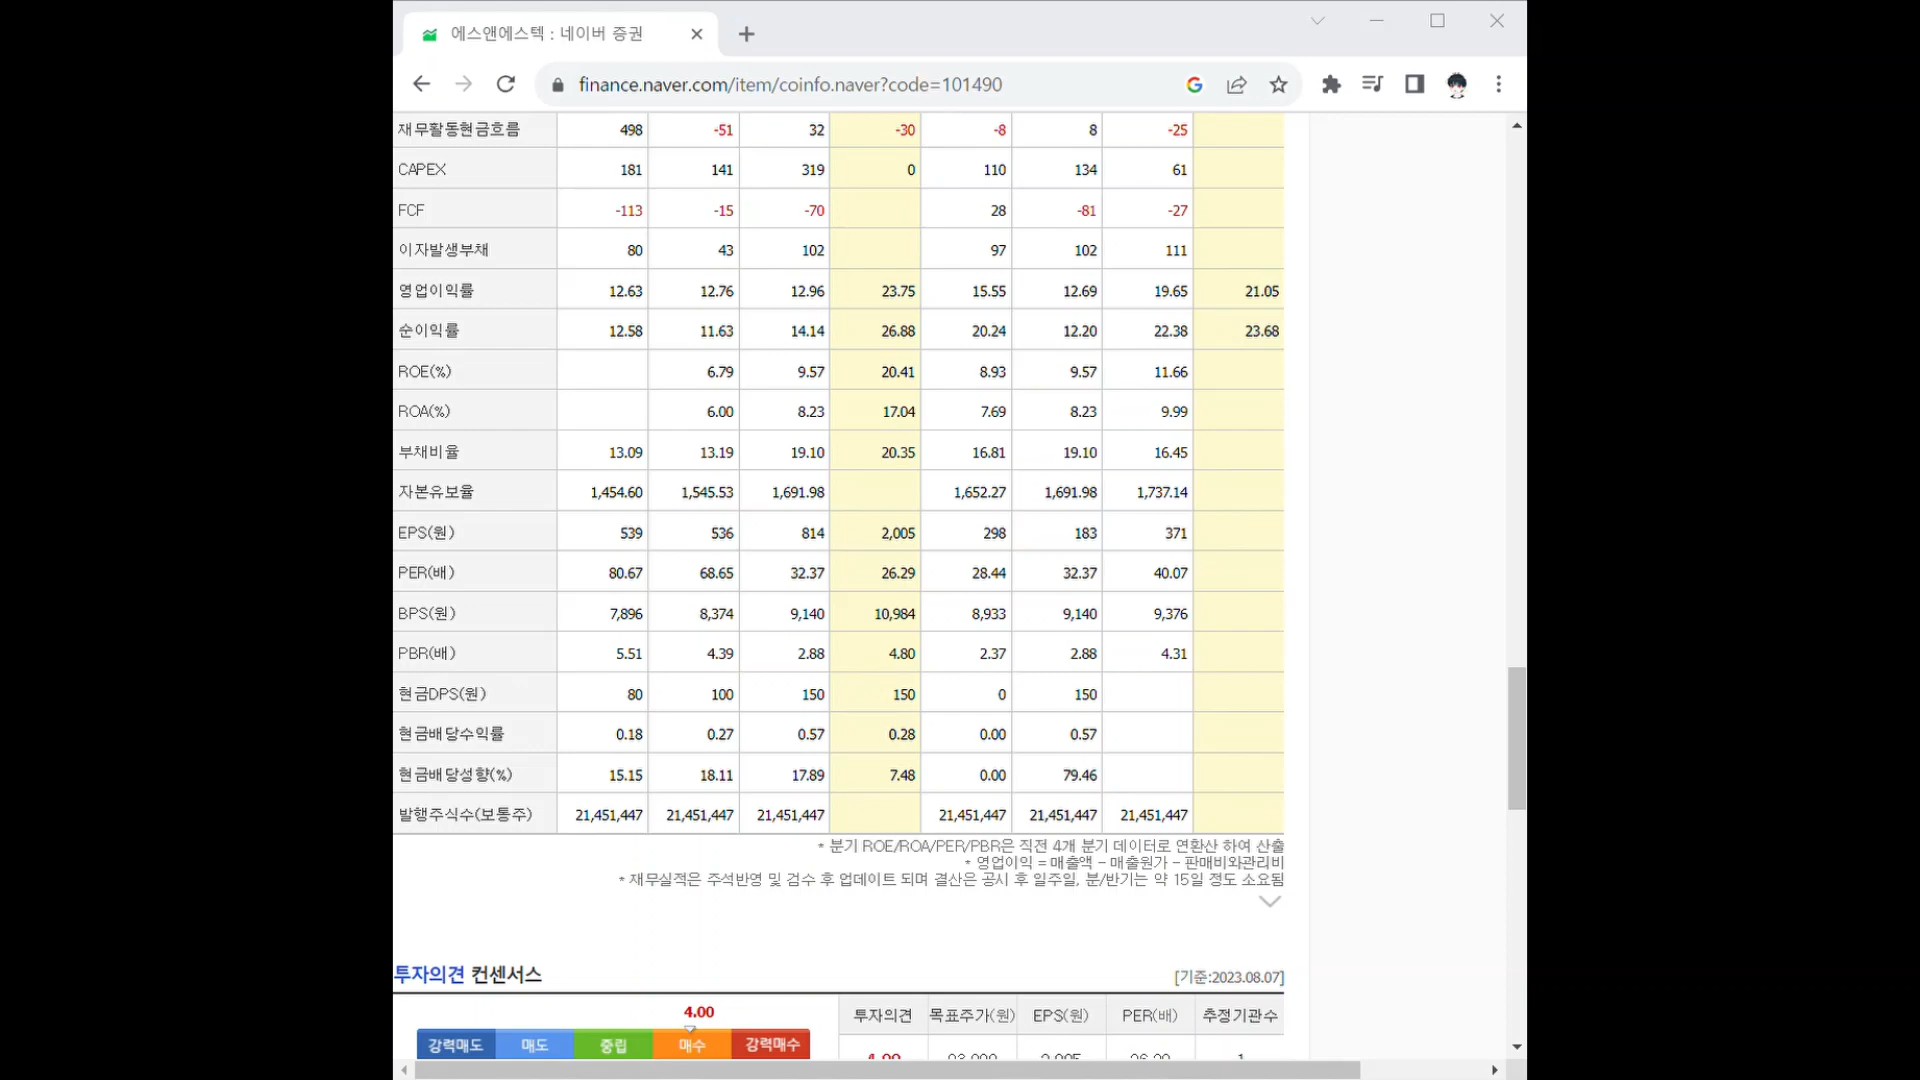 에스앤에스텍 : 네이버 증권
finance.naver.com/item/coinfo.naver?code=101490
재무활동현금흐름 498 -51 32 -30 -8 8 -25
CAPEX 181 141 319 0 110 134 61
FCF -113 -15 -70 28 -81 -27
이자발생부채 80 43 102 97 102 111
영업이익률 12.63 12.76 12.96 23.75 15.55 12.69 19.65 21.05
순이익률 12.58 11.63 14.14 26.88 20.24 12.20 22.38 23.68
ROE(%) 6.79 9.57 20.41 8.93 9.57 11.66
ROA(%) 6.00 8.23 17.04 7.69 8.23 9.99
부채비율 13.09 13.19 19.10 20.35 16.81 19.10 16.45
자본유보율 1,454.60 1,545.53 1,691.98 1,652.27 1,691.98 1,737.14
EPS(원) 539 536 814 2,005 298 183 371
PER(배) 80.67 68.65 32.37 26.29 28.44 32.37 40.07
BPS(원) 7,896 8,374 9,140 10,984 8,933 9,140 9,376
PBR(배) 5.51 4.39 2.88 4.80 2.37 2.88 4.31
현금DPS(원) 80 100 150 150 0 150
현금배당수익률 0.18 0.27 0.57 0.28 0.00 0.57
현금배당성향(%) 15.15 18.11 17.89 7.48 0.00 79.46
발행주식수(보통주) 21,451,447 21,451,447 21,451,447 21,451,447 21,451,447 21,451,447
* 분기 ROE/ROA/PER/PBR은 직전 4개 분기 데이터로 연환산 하여 산출
* 영업이익 = 매출액 - 매출원가 - 판매비와관리비
* 재무실적은 주석반영 및 검수 후 업데이트 되며 결산은 공시 후 일주일, 분/반기는 약 15일 정도 소요됨
투자의견 컨센서스 [기준:2023.08.07]
4.00
투자의견 목표주가(원) EPS(원) PER(배) 추정기관수
강력매도 매도 중립 매수 강력매수